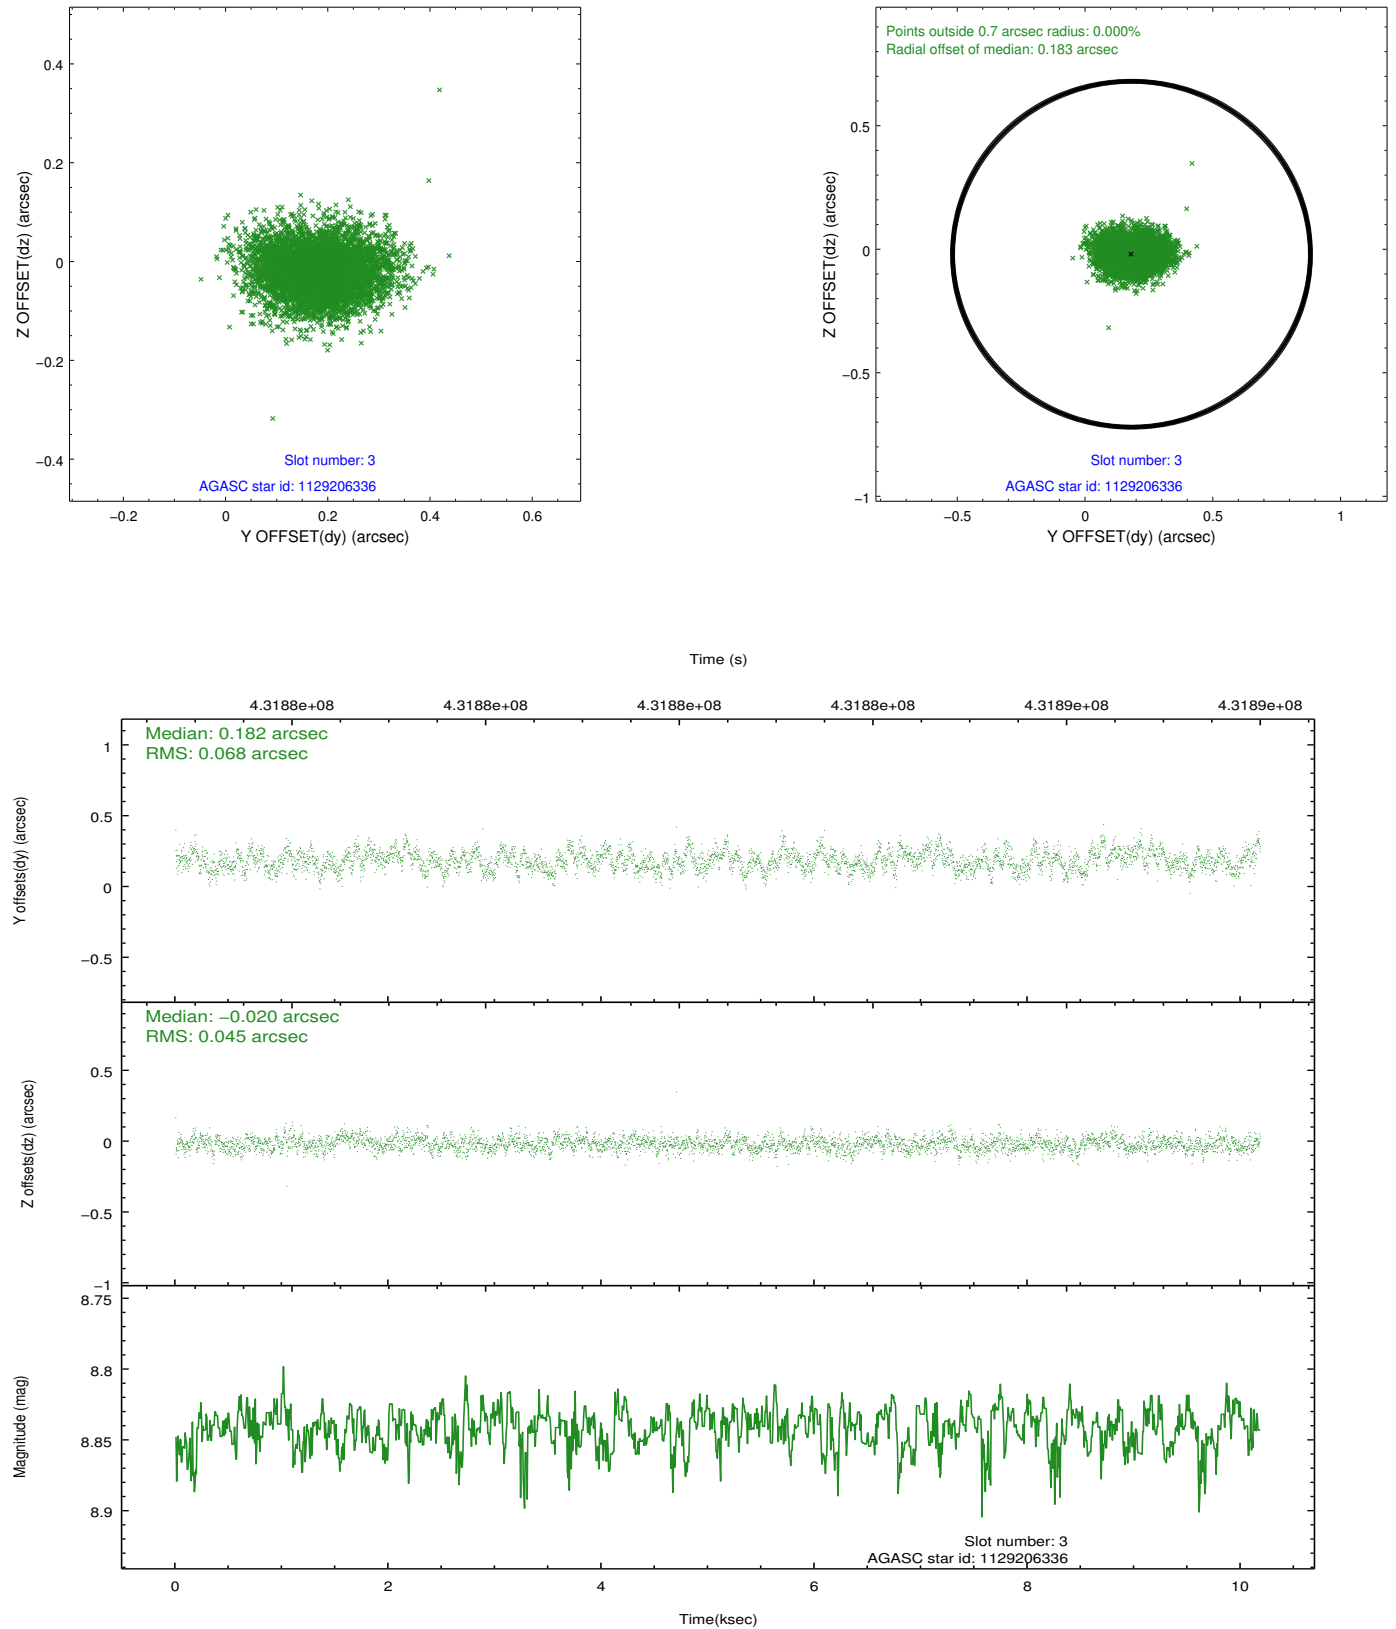 0.4
0.2
0
−0.2
−0.4
Z OFFSET(dz) (arcsec)
Slot number: 3
AGASC star id: 1129206336
−0.2 0 0.2 0.4 0.6
Y OFFSET(dy) (arcsec)
Points outside 0.7 arcsec radius: 0.000%
Radial offset of median: 0.183 arcsec
0.5
0
−0.5
−1
Z OFFSET(dz) (arcsec)
Slot number: 3
AGASC star id: 1129206336
−0.5 0 0.5 1
Y OFFSET(dy) (arcsec)
Time (s)
4.3188e+08 4.3188e+08 4.3188e+08 4.3188e+08 4.3189e+08 4.3189e+08
Median: 0.182 arcsec
RMS: 0.068 arcsec
1
0.5
0
−0.5
Y offsets(dy) (arcsec)
Median: −0.020 arcsec
RMS: 0.045 arcsec
0.5
0
−0.5
−1
Z offsets(dz) (arcsec)
8.75
8.8
8.85
8.9
Magnitude (mag)
Slot number: 3
AGASC star id: 1129206336
0 2 4 6 8 10
Time(ksec)